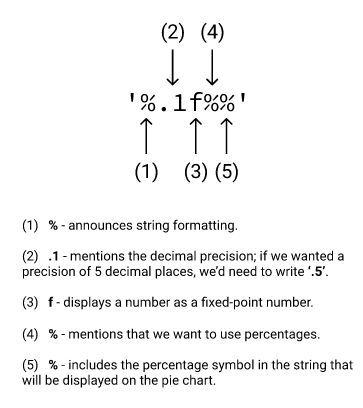 (2) (4)
'%.1f%%'
(1) (3) (5)
(1) % - announces string formatting.
(2) .1 - mentions the decimal precision; if we wanted a
precision of 5 decimal places, we'd need to write '.5'.
(3) f - displays a number as a fixed-point number.
(4) % - mentions that we want to use percentages.
(5) % - includes the percentage symbol in the string that
will be displayed on the pie chart.